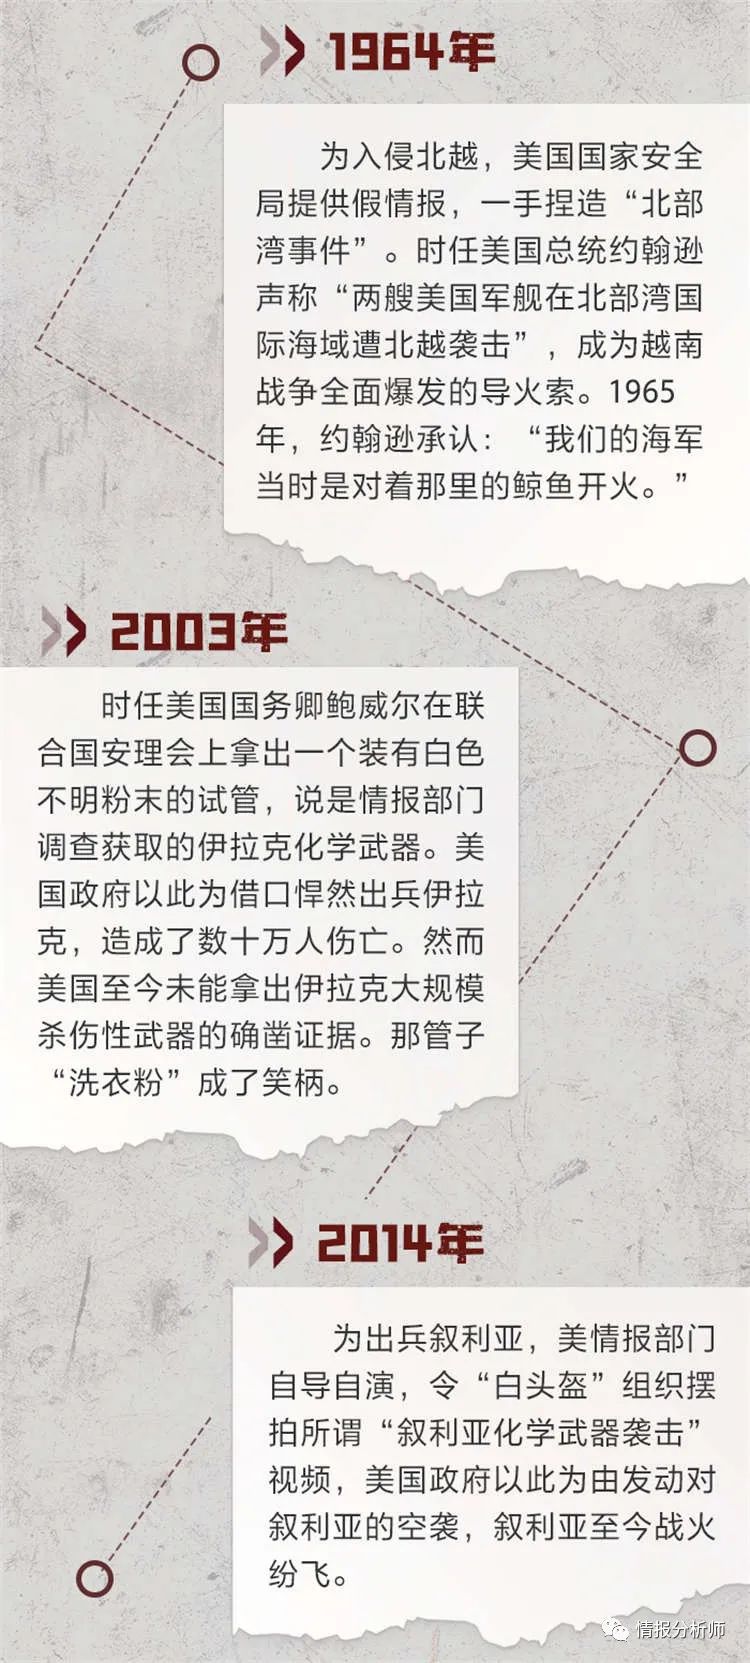 1964年
为入侵北越，美国国家安全
局提供假情报，一手捏造“北部
湾事件”。时任美国总统约翰逊
声称“两艘美国军舰在北部湾国
际海域遭北越袭击”，成为越南
战争全面爆发的导火索。1965
年，约翰逊承认：“我们的海军
当时是对着那里的鲸鱼开火。”
2003年
时任美国国务卿鲍威尔在联
合国安理会上拿出一个装有白色
不明粉末的试管，说是情报部门
调查获取的伊拉克化学武器。美
国政府以此为借口悍然出兵伊拉
克，造成了数十万人伤亡。然而
美国至今未能拿出伊拉克大规模
杀伤性武器的确凿证据。那管子
“洗衣粉”成了笑柄。
2014年
为出兵叙利亚，美情报部门
自导自演，令“白头盔”组织摆
拍所谓“叙利亚化学武器袭击”
视频，美国政府以此为由发动对
叙利亚的空袭，叙利亚至今战火
纷飞。
情报分析师